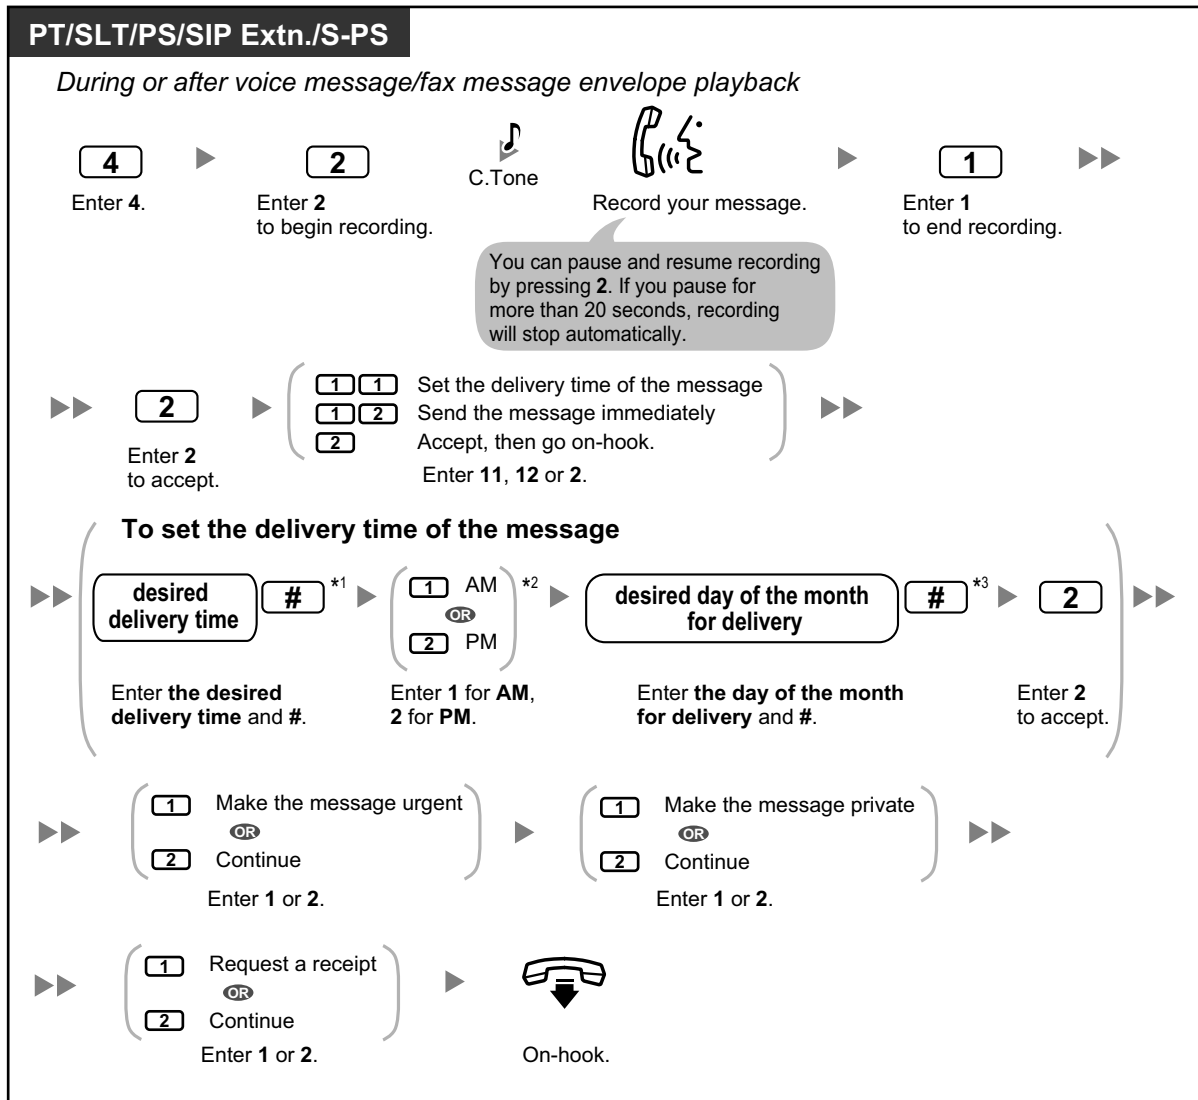 PT/SLT/PS/SIP Extn./S-PS
During or after voice message/fax message envelope playback
4
2
C.Tone
1
Enter 4.
Enter 2
to begin recording.
Record your message.
Enter 1
to end recording.
You can pause and resume recording
by pressing 2. If you pause for
more than 20 seconds, recording
will stop automatically.
2
Enter 2
to accept.
1 1 Set the delivery time of the message
1 2 Send the message immediately
2 Accept, then go on-hook.
Enter 11, 12 or 2.
To set the delivery time of the message
desired
delivery time
# *1
1 AM
OR
2 PM
*2
desired day of the month
for delivery
# *3
2
Enter the desired
delivery time and #.
Enter 1 for AM,
2 for PM.
Enter the day of the month
for delivery and #.
Enter 2
to accept.
1 Make the message urgent
OR
2 Continue
Enter 1 or 2.
1 Make the message private
OR
2 Continue
Enter 1 or 2.
1 Request a receipt
OR
2 Continue
Enter 1 or 2.
On-hook.